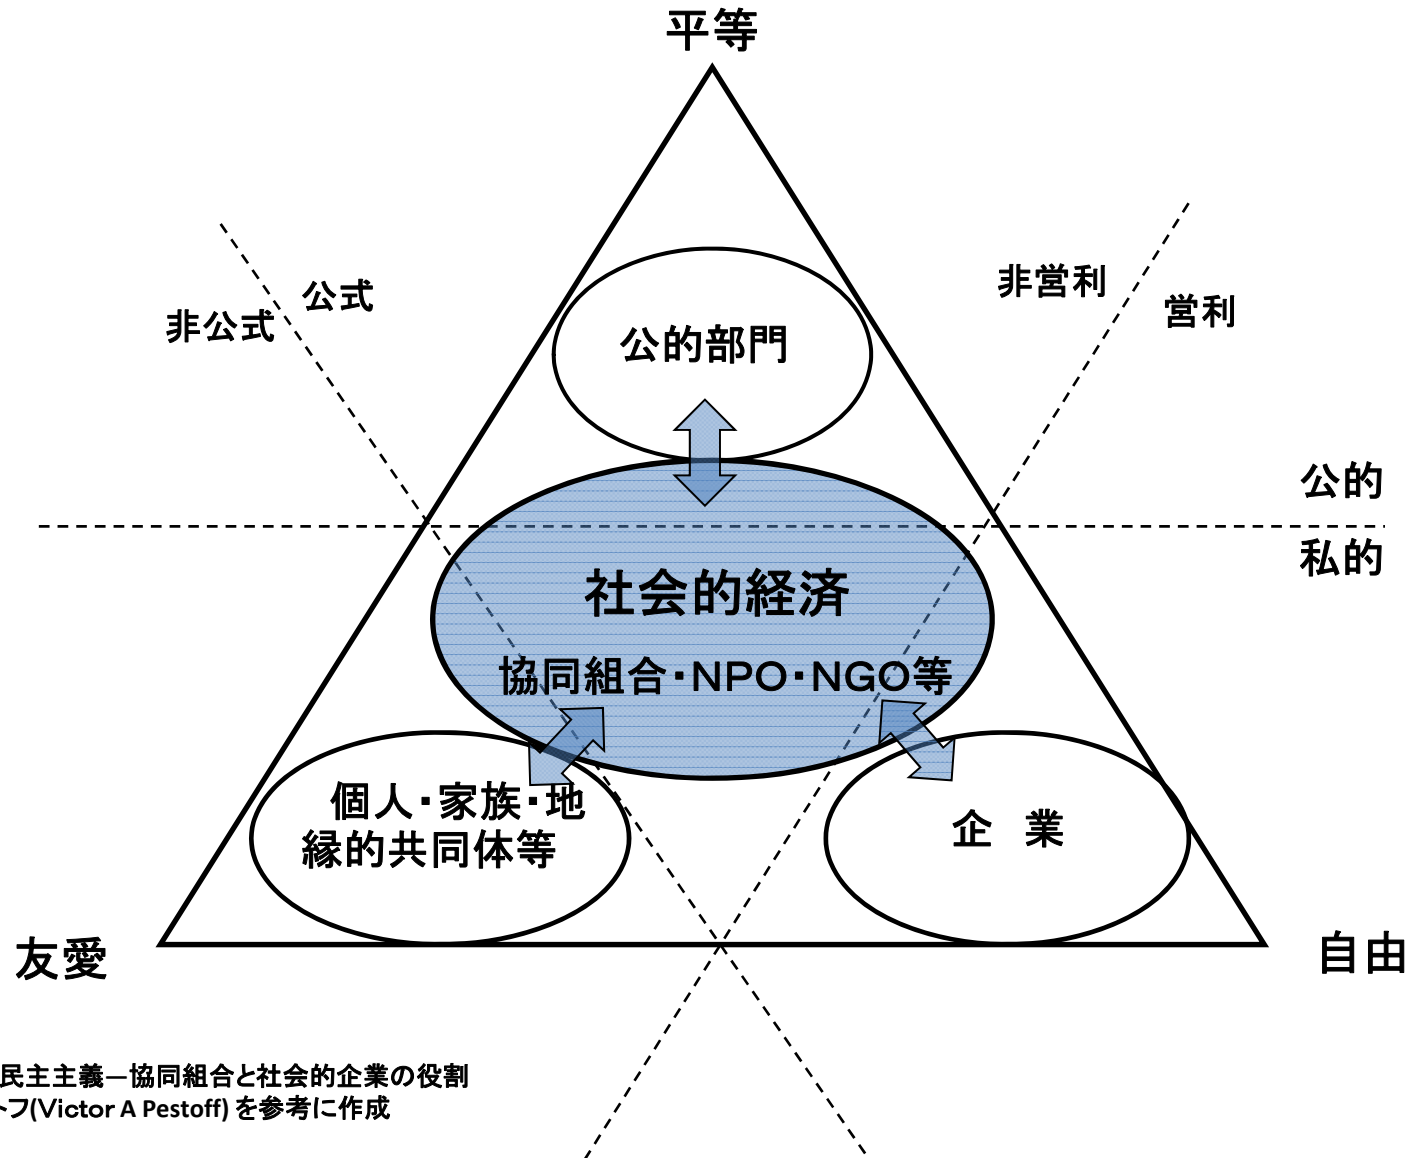 平等
非公式
公式
非営利
営利
公的部門
公的
私的
社会的経済
協同組合・NPO・NGO等
個人・家族・地
縁的共同体等
企　業
友愛
自由
民主主義―協同組合と社会的企業の役割
トフ(Victor A Pestoff) を参考に作成